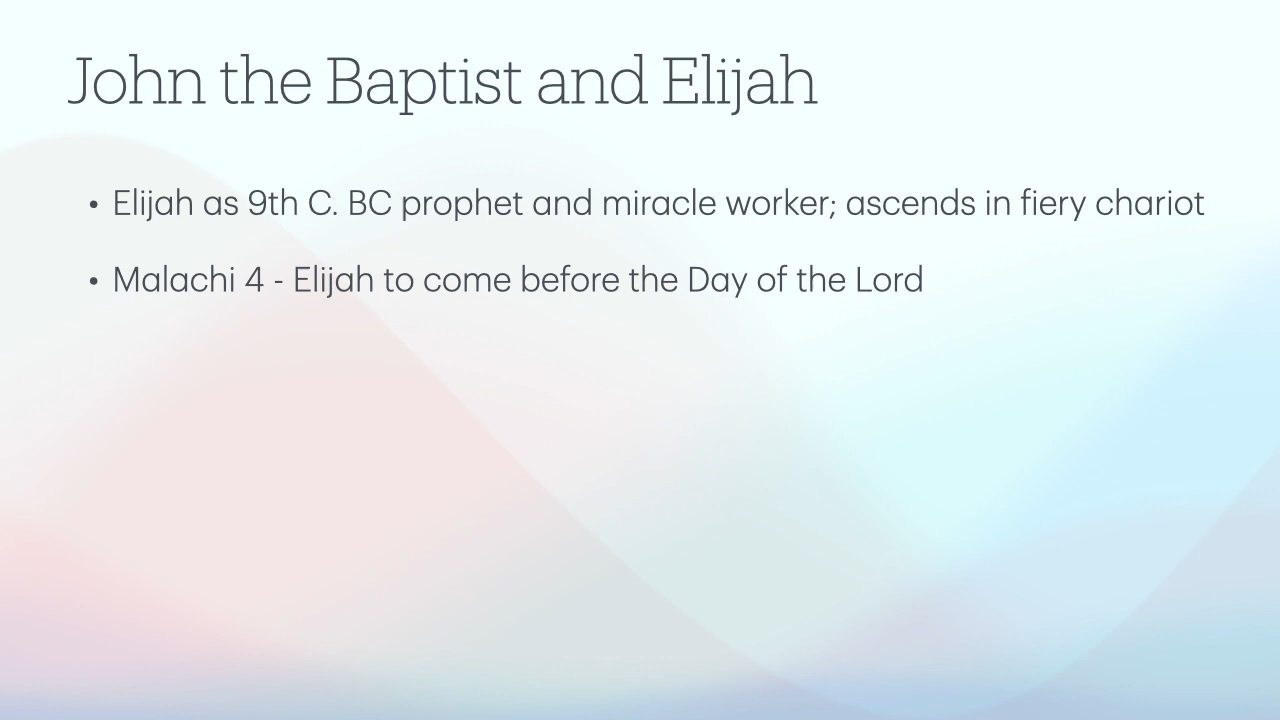 John the Baptist and Elijah
• Elijah as 9th C. BC prophet and miracle worker; ascends in fiery chariot
• Malachi 4 - Elijah to come before the Day of the Lord